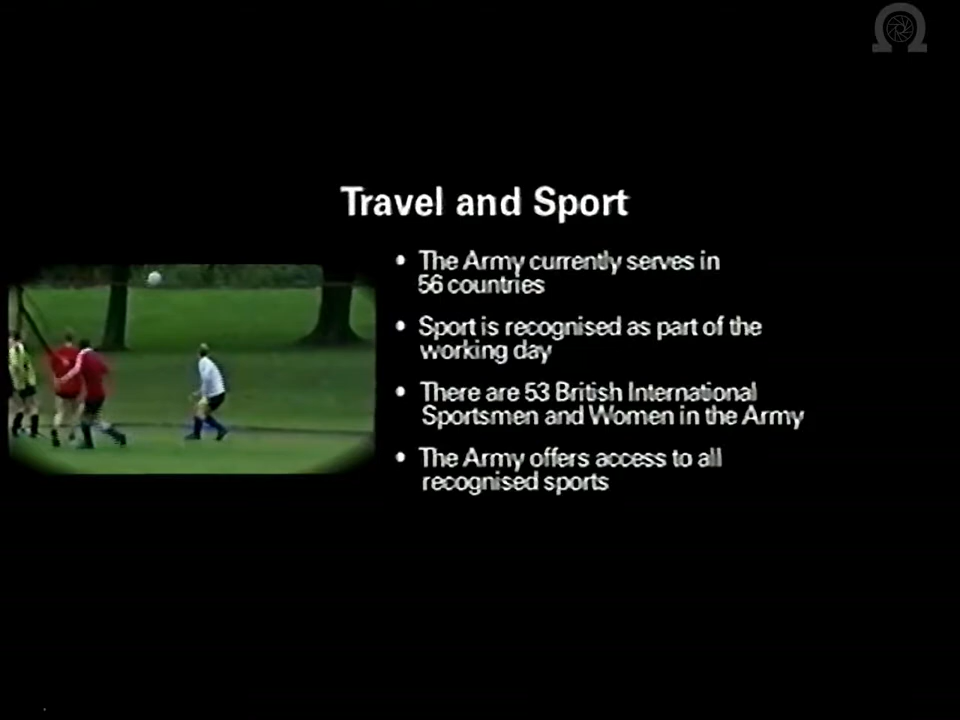 Travel and Sport
• The Army currently serves in
56 countries
• Sport is recognised as part of the
working day
• There are 53 British International
Sportsmen and Women in the Army
• The Army offers access to all
recognised sports